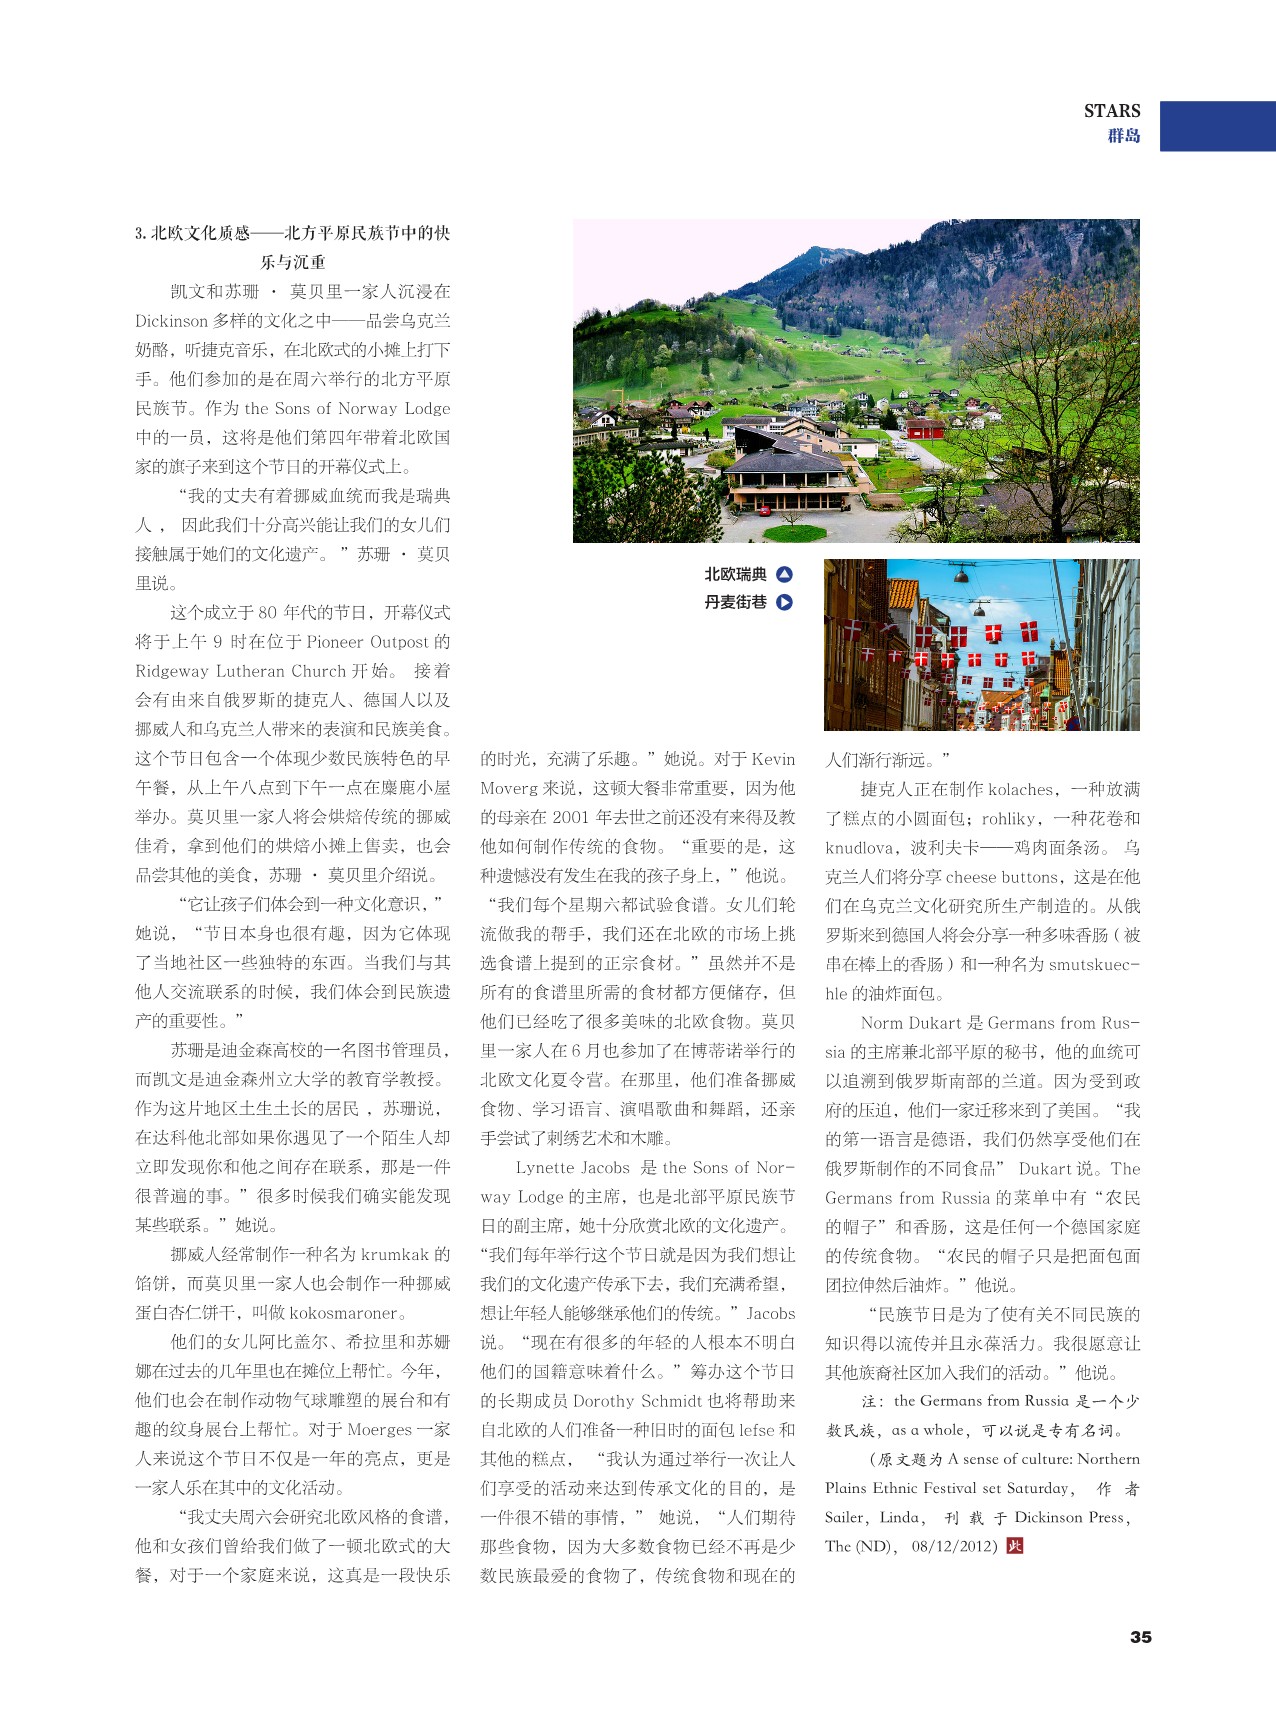 STARS
群岛
3. 北欧文化质感——北方平原民族节中的快
乐与沉重
凯文和苏珊 · 莫贝里一家人沉浸在
Dickinson 多样的文化之中——品尝乌克兰
奶酪，听捷克音乐，在北欧式的小摊上打下
手。他们参加的是在周六举行的北方平原
民族节。作为 the Sons of Norway Lodge
中的一员，这将是他们第四年带着北欧国
家的旗子来到这个节日的开幕仪式上。
“我的丈夫有着挪威血统而我是瑞典
人 ， 因此我们十分高兴能让我们的女儿们
接触属于她们的文化遗产。 ”苏珊 · 莫贝
里说。
这个成立于 80 年代的节日，开幕仪式
将于上午 9 时在位于 Pioneer Outpost 的
Ridgeway Lutheran Church 开始。 接着
会有由来自俄罗斯的捷克人、德国人以及
挪威人和乌克兰人带来的表演和民族美食。
这个节日包含一个体现少数民族特色的早
午餐，从上午八点到下午一点在麋鹿小屋
举办。莫贝里一家人将会烘焙传统的挪威
佳肴，拿到他们的烘焙小摊上售卖，也会
品尝其他的美食，苏珊 · 莫贝里介绍说。
“它让孩子们体会到一种文化意识，”
她说，“节日本身也很有趣，因为它体现
了当地社区一些独特的东西。当我们与其
他人交流联系的时候，我们体会到民族遗
产的重要性。”
苏珊是迪金森高校的一名图书管理员，
而凯文是迪金森州立大学的教育学教授。
作为这片地区土生土长的居民 ，苏珊说，
在达科他北部如果你遇见了一个陌生人却
立即发现你和他之间存在联系，那是一件
很普遍的事。”很多时候我们确实能发现
某些联系。”她说。
挪威人经常制作一种名为 krumkak 的
馅饼，而莫贝里一家人也会制作一种挪威
蛋白杏仁饼干，叫做 kokosmaroner。
他们的女儿阿比盖尔、希拉里和苏姗
娜在过去的几年里也在摊位上帮忙。今年，
他们也会在制作动物气球雕塑的展台和有
趣的纹身展台上帮忙。对于 Moerges 一家
人来说这个节日不仅是一年的亮点，更是
一家人乐在其中的文化活动。
“我丈夫周六会研究北欧风格的食谱，
他和女孩们曾给我们做了一顿北欧式的大
餐，对于一个家庭来说，这真是一段快乐
北欧瑞典
丹麦街巷
的时光，充满了乐趣。”她说。对于 Kevin
Moverg 来说，这顿大餐非常重要，因为他
的母亲在 2001 年去世之前还没有来得及教
他如何制作传统的食物。“重要的是，这
种遗憾没有发生在我的孩子身上，”他说。
“我们每个星期六都试验食谱。女儿们轮
流做我的帮手，我们还在北欧的市场上挑
选食谱上提到的正宗食材。”虽然并不是
所有的食谱里所需的食材都方便储存，但
他们已经吃了很多美味的北欧食物。莫贝
里一家人在 6 月也参加了在博蒂诺举行的
北欧文化夏令营。在那里，他们准备挪威
食物、学习语言、演唱歌曲和舞蹈，还亲
手尝试了刺绣艺术和木雕。
Lynette Jacobs 是 the Sons of Nor-
way Lodge 的主席，也是北部平原民族节
日的副主席，她十分欣赏北欧的文化遗产。
“我们每年举行这个节日就是因为我们想让
我们的文化遗产传承下去，我们充满希望，
想让年轻人能够继承他们的传统。”Jacobs
说。“现在有很多的年轻的人根本不明白
他们的国籍意味着什么。”筹办这个节日
的长期成员 Dorothy Schmidt 也将帮助来
自北欧的人们准备一种旧时的面包 lefse 和
其他的糕点， “我认为通过举行一次让人
们享受的活动来达到传承文化的目的，是
一件很不错的事情，” 她说，“人们期待
那些食物，因为大多数食物已经不再是少
数民族最爱的食物了，传统食物和现在的
人们渐行渐远。”
捷克人正在制作 kolaches，一种放满
了糕点的小圆面包；rohliky，一种花卷和
knudlova，波利夫卡——鸡肉面条汤。 乌
克兰人们将分享 cheese buttons，这是在他
们在乌克兰文化研究所生产制造的。从俄
罗斯来到德国人将会分享一种多味香肠（被
串在棒上的香肠）和一种名为 smutskuec-
hle 的油炸面包。
Norm Dukart 是 Germans from Rus-
sia 的主席兼北部平原的秘书，他的血统可
以追溯到俄罗斯南部的兰道。因为受到政
府的压迫，他们一家迁移来到了美国。“我
的第一语言是德语，我们仍然享受他们在
俄罗斯制作的不同食品” Dukart 说。The
Germans from Russia 的菜单中有“农民
的帽子”和香肠，这是任何一个德国家庭
的传统食物。“农民的帽子只是把面包面
团拉伸然后油炸。”他说。
“民族节日是为了使有关不同民族的
知识得以流传并且永葆活力。我很愿意让
其他族裔社区加入我们的活动。”他说。
注：the Germans from Russia 是一个少
数民族，as a whole，可以说是专有名词。
（原文题为 A sense of culture: Northern
Plains Ethnic Festival set Saturday， 作 者
Sailer，Linda， 刊 载 于 Dickinson Press，
The (ND)， 08/12/2012) 此
35